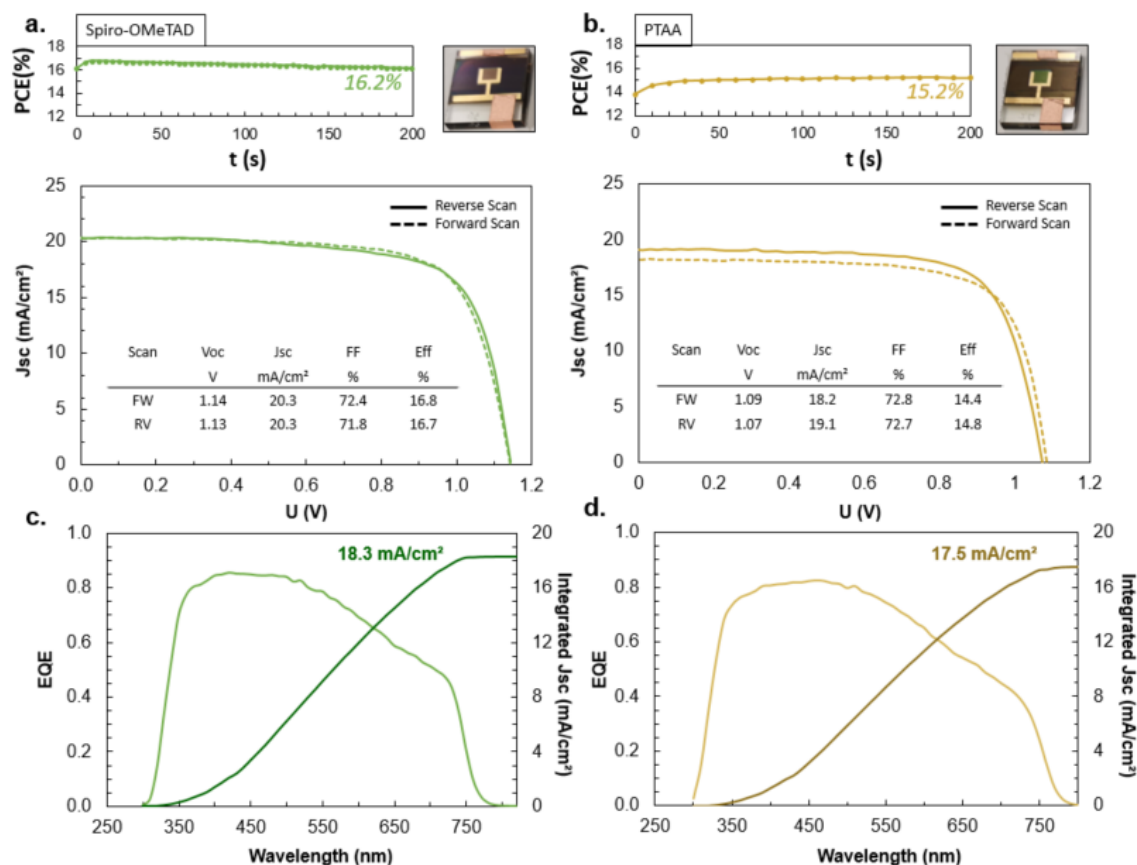 a.
Spiro-OMeTAD
18
16
14
12
PCE(%)
16.2%
0 50 100 150 200
t (s)
b.
PTAA
18
16
14
12
PCE(%)
15.2%
0 50 100 150 200
t (s)
25
20
15
10
5
0
Jsc (mA/cm²)
Reverse Scan
Forward Scan
Scan Voc Jsc FF Eff
V mA/cm² % %
FW 1.14 20.3 72.4 16.8
RV 1.13 20.3 71.8 16.7
0.0 0.2 0.4 0.6 0.8 1.0 1.2
U (V)
25
20
15
10
5
0
Jsc (mA/cm²)
Reverse Scan
Forward Scan
Scan Voc Jsc FF Eff
V mA/cm² % %
FW 1.09 18.2 72.8 14.4
RV 1.07 19.1 72.7 14.8
0 0.2 0.4 0.6 0.8 1 1.2
U (V)
c.
1.0
0.8
0.6
0.4
0.2
0.0
EQE
18.3 mA/cm²
20
16
12
8
4
0
Integrated Jsc (mA/cm²)
250 350 450 550 650 750
Wavelength (nm)
d.
1.0
0.8
0.6
0.4
0.2
0.0
EQE
17.5 mA/cm²
20
16
12
8
4
0
Integrated Jsc (mA/cm²)
250 350 450 550 650 750
Wavelength (nm)